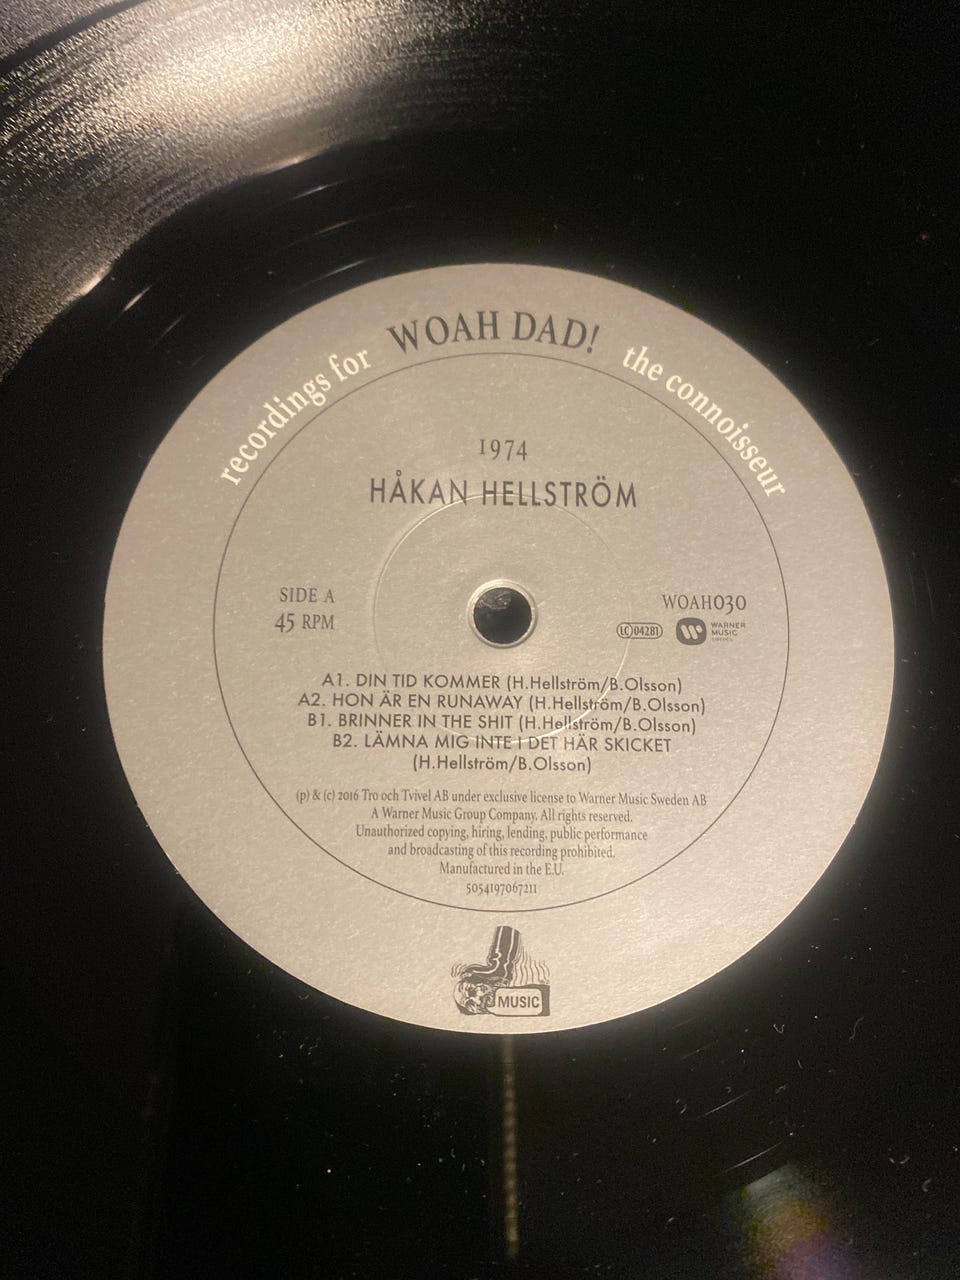 recordings for WOAH DAD! the connoisseur
1974
HÅKAN HELLSTRÖM
SIDE A
45 RPM
WOAH030
LC 04281
WARNER
MUSIC
SWEDEN
A1. DIN TID KOMMER (H.Hellström/B.Olsson)
A2. HON ÄR EN RUNAWAY (H.Hellström/B.Olsson)
B1. BRINNER IN THE SHIT (H.Hellström/B.Olsson)
B2. LÄMNA MIG INTE I DET HÄR SKICKET
(H.Hellström/B.Olsson)
(p) & (c) 2016 Tro och Tvivel AB under exclusive license to Warner Music Sweden AB
A Warner Music Group Company. All rights reserved.
Unauthorized copying, hiring, lending, public performance
and broadcasting of this recording prohibited.
Manufactured in the E.U.
5054197067211
MUSIC